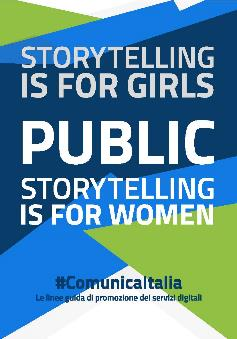 STORYTELLING
IS FOR GIRLS
PUBLIC
STORYTELLING
IS FOR WOMEN
#ComunicaItalia
Le linee guida di promozione dei servizi digitali